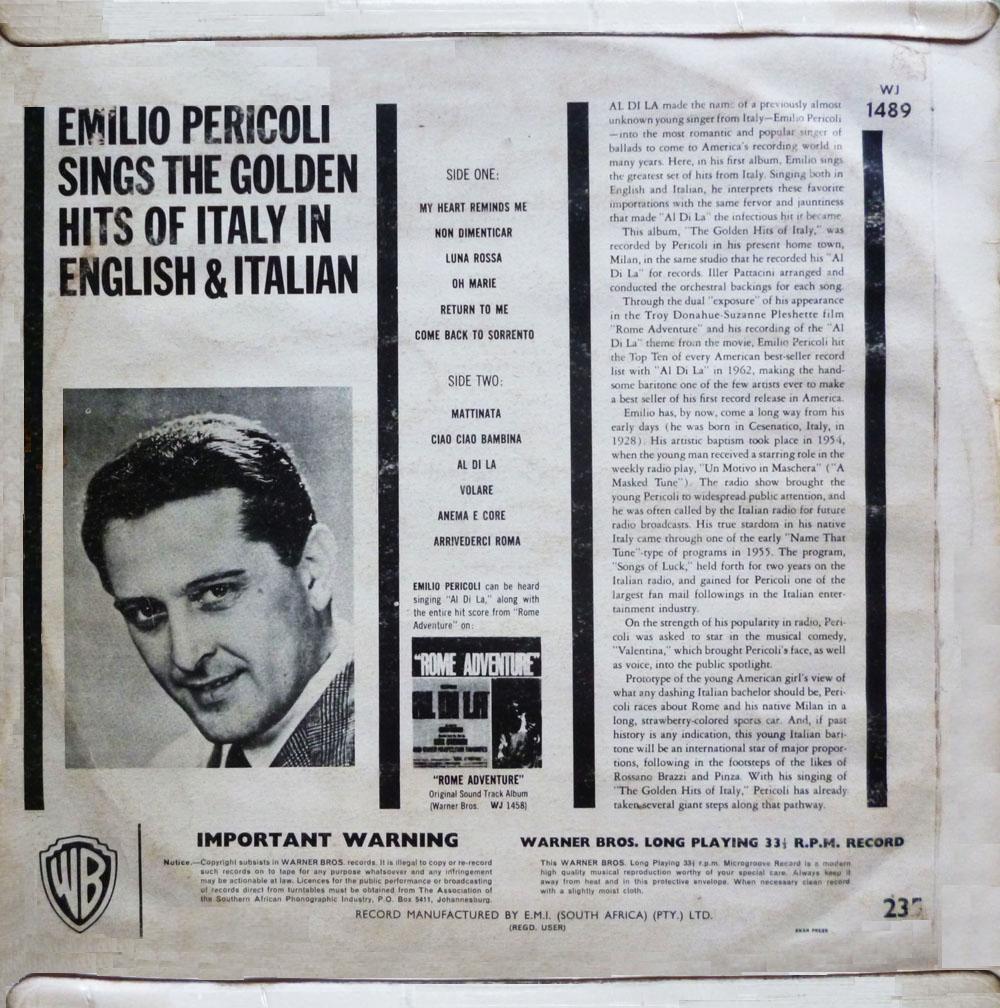 EMILIO PERICOLI
SINGS THE GOLDEN
HITS OF ITALY IN
ENGLISH & ITALIAN
SIDE ONE:
MY HEART REMINDS ME
NON DIMENTICAR
LUNA ROSSA
OH MARIE
RETURN TO ME
COME BACK TO SORRENTO
SIDE TWO:
MATTINATA
CIAO CIAO BAMBINA
AL DI LA
VOLARE
ANEMA E CORE
ARRIVEDERCI ROMA
EMILIO PERICOLI can be heard
singing "Al Di La," along with
the entire hit score from "Rome
Adventure" on:
"ROME ADVENTURE"
AL DI LA
"ROME ADVENTURE"
Original Sound Track Album
(Warner Bros. WJ 1458)
AL DI LA made the name of a previously almost
unknown young singer from Italy—Emilio Pericoli
—into the most romantic and popular singer of
ballads to come to America's recording world in
many years. Here, in his first album, Emilio sings
the greatest set of hits from Italy. Singing both in
English and Italian, he interprets these favorite
importations with the same fervor and jauntiness
that made "Al Di La" the infectious hit it became.
This album, "The Golden Hits of Italy," was
recorded by Pericoli in his present home town,
Milan, in the same studio that he recorded his "Al
Di La" for records. Iller Pattacini arranged and
conducted the orchestral backings for each song.
Through the dual "exposure" of his appearance
in the Troy Donahue-Suzanne Pleshette film
"Rome Adventure" and his recording of the "Al
Di La" theme from the movie, Emilio Pericoli hit
the Top Ten of every American best-seller record
list with "Al Di La" in 1962, making the hand-
some baritone one of the few artists ever to make
a best seller of his first record release in America.
Emilio has, by now, come a long way from his
early days (he was born in Cesenatico, Italy, in
1928). His artistic baptism took place in 1954,
when the young man received a starring role in the
weekly radio play, "Un Motivo in Maschera" ("A
Masked Tune"). The radio show brought the
young Pericoli to widespread public attention, and
he was often called by the Italian radio for future
radio broadcasts. His true stardom in his native
Italy came through one of the early "Name That
Tune"-type of programs in 1955. The program,
"Songs of Luck," held forth for two years on the
Italian radio, and gained for Pericoli one of the
largest fan mail followings in the Italian enter-
tainment industry.
On the strength of his popularity in radio, Peri-
coli was asked to star in the musical comedy,
"Valentina," which brought Pericoli's face, as well
as voice, into the public spotlight.
Prototype of the young American girl's view of
what any dashing Italian bachelor should be, Peri-
coli races about Rome and his native Milan in a
long, strawberry-colored sports car. And, if past
history is any indication, this young Italian bari-
tone will be an international star of major propor-
tions, following in the footsteps of the likes of
Rossano Brazzi and Pinza. With his singing of
"The Golden Hits of Italy," Pericoli has already
taken several giant steps along that pathway.
WJ
1489
WB
IMPORTANT WARNING
Notice.—Copyright subsists in WARNER BROS. records. It is illegal to copy or re-record
such records on to tape for any purpose whatsoever and any infringement
may be actionable at law. Licences for the public performance or broadcasting
of records direct from turntables must be obtained from The Association of
the Southern African Phonographic Industry, P.O. Box 5411, Johannesburg.
WARNER BROS. LONG PLAYING 33⅓ R.P.M. RECORD
This WARNER BROS. Long Playing 33⅓ r.p.m. Microgroove Record is a modern
high quality musical reproduction worthy of your special care. Always keep it
away from heat and in this protective envelope. When necessary clean record
with a slightly moist cloth.
RECORD MANUFACTURED BY E.M.I. (SOUTH AFRICA) (PTY.) LTD.
(REGD. USER)